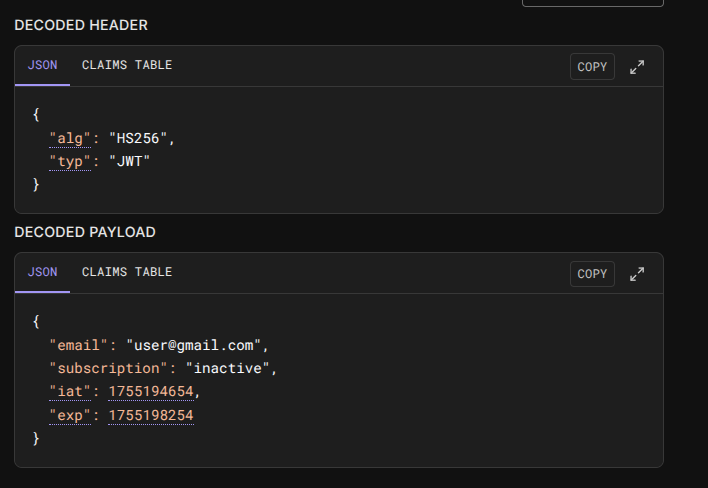 DECODED HEADER
JSON CLAIMS TABLE COPY
{
"alg": "HS256",
"typ": "JWT"
}
DECODED PAYLOAD
JSON CLAIMS TABLE COPY
{
"email": "user@gmail.com",
"subscription": "inactive",
"iat": 1755194654,
"exp": 1755198254
}